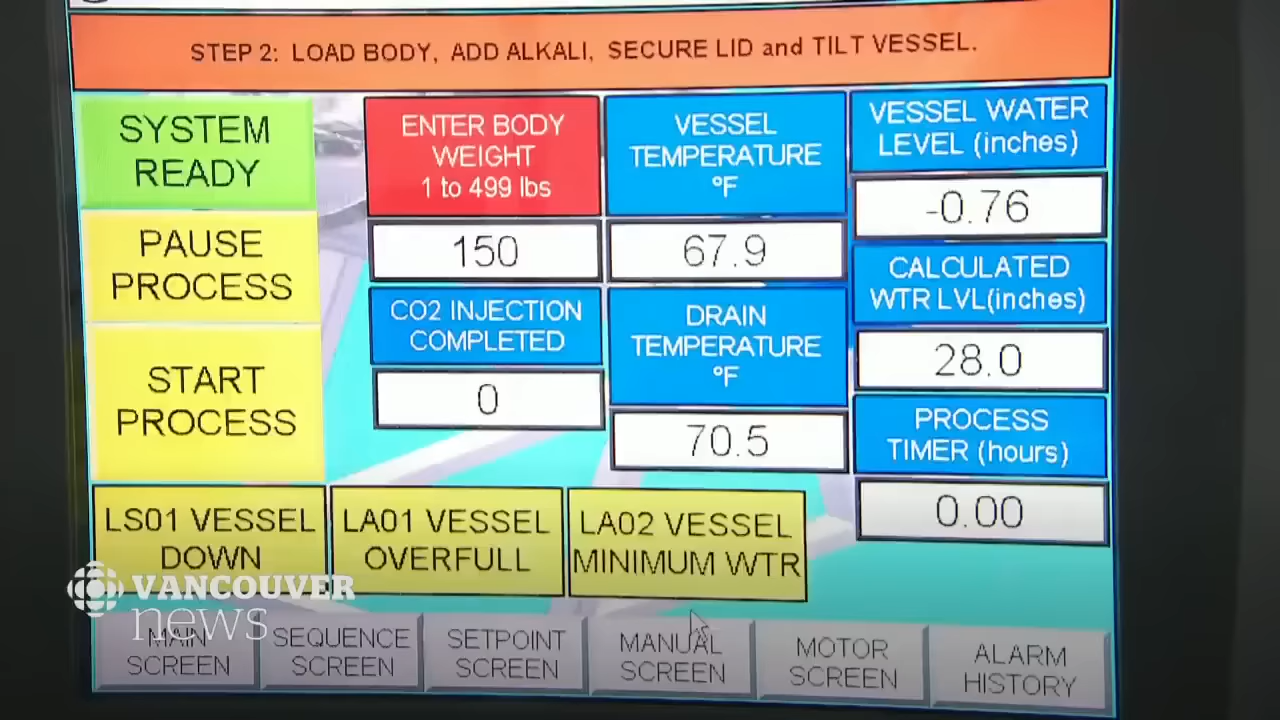 STEP 2: LOAD BODY, ADD ALKALI, SECURE LID and TILT VESSEL.
SYSTEM
READY
PAUSE
PROCESS
START
PROCESS
ENTER BODY
WEIGHT
1 to 499 lbs
150
CO2 INJECTION
COMPLETED
0
VESSEL
TEMPERATURE
°F
67.9
DRAIN
TEMPERATURE
°F
70.5
VESSEL WATER
LEVEL (inches)
-0.76
CALCULATED
WTR LVL(inches)
28.0
PROCESS
TIMER (hours)
0.00
LS01 VESSEL
DOWN
LA01 VESSEL
OVERFULL
LA02 VESSEL
MINIMUM WTR
VANCOUVER
news
MAIN
SCREEN
SEQUENCE
SCREEN
SETPOINT
SCREEN
MANUAL
SCREEN
MOTOR
SCREEN
ALARM
HISTORY